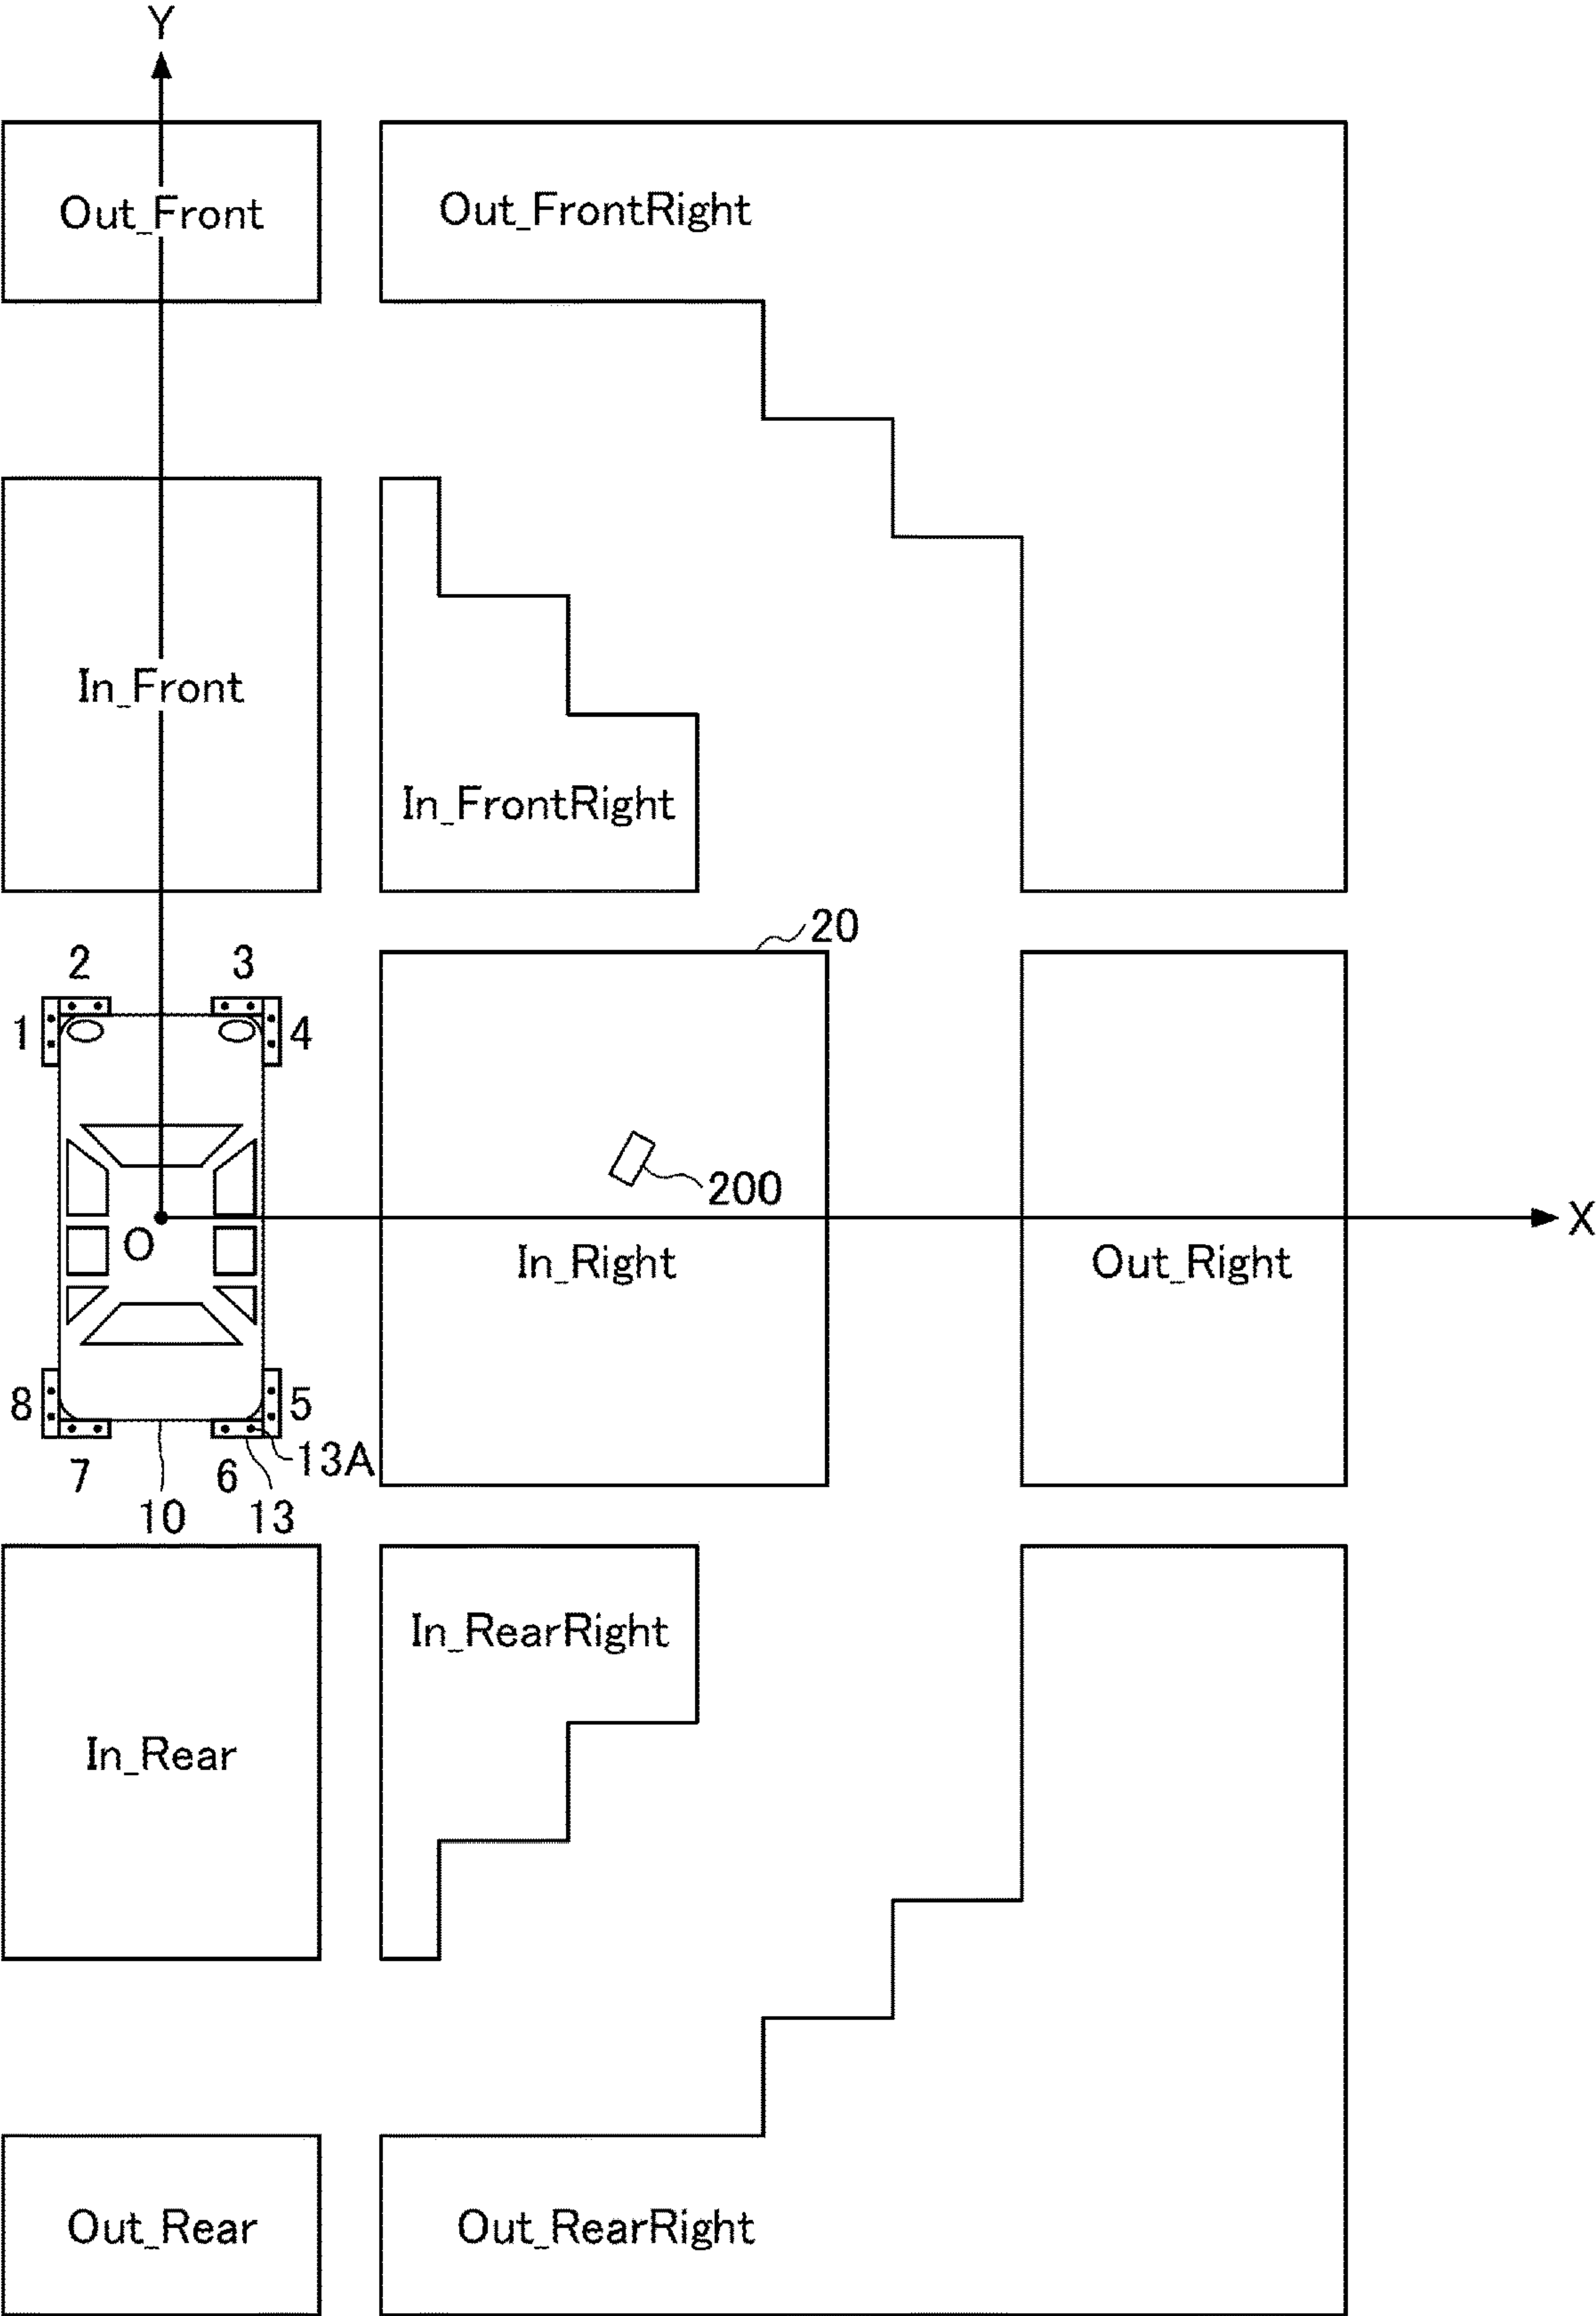 Y
Out_Front
Out_FrontRight
In_Front
In_FrontRight
20
2
3
1
4
200
X
O
In_Right
Out_Right
8
5
13A
7
6
10
13
In_RearRight
In_Rear
Out_Rear
Out_RearRight